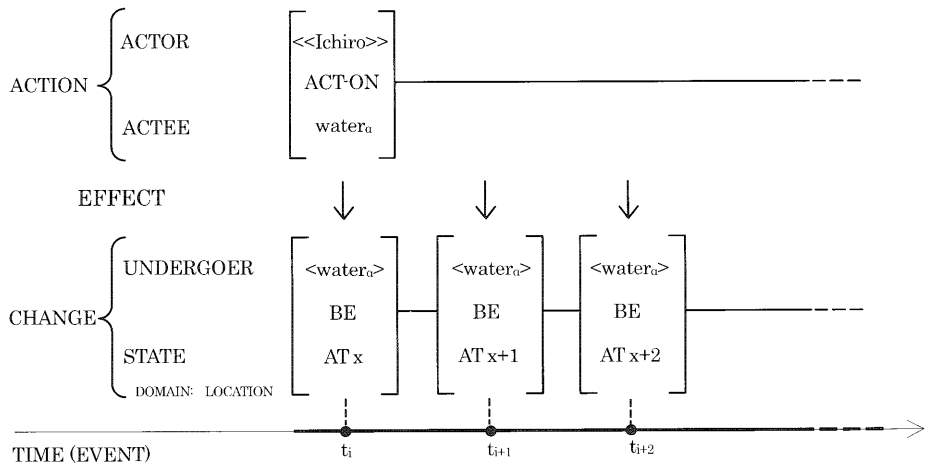 ACTOR <<Ichiro>>
ACTION ACT-ON
ACTEE waterα
EFFECT
UNDERGOER <waterα> <waterα> <waterα>
CHANGE BE BE BE
STATE AT x AT x+1 AT x+2
DOMAIN: LOCATION
TIME (EVENT) ti ti+1 ti+2